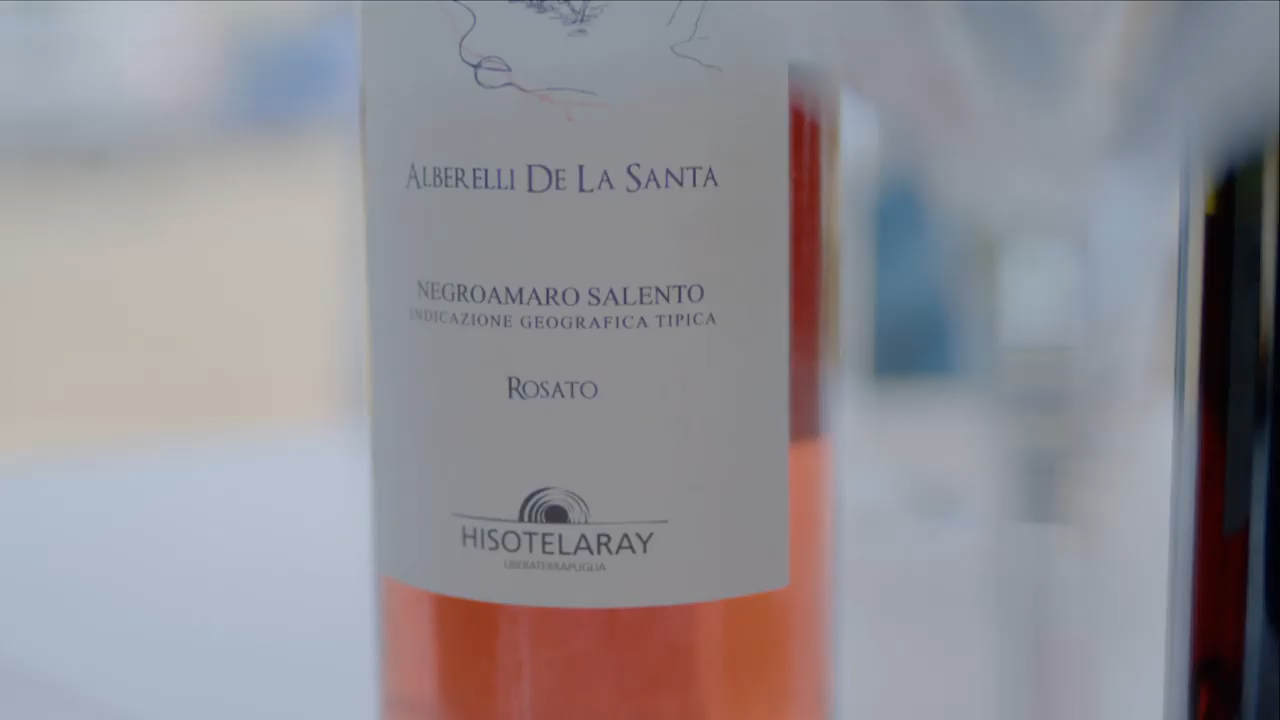 ALBERELLI DE LA SANTA
NEGROAMARO SALENTO
INDICAZIONE GEOGRAFICA TIPICA
ROSATO
HISOTELARAY
LIBERATERRAPUGLIA